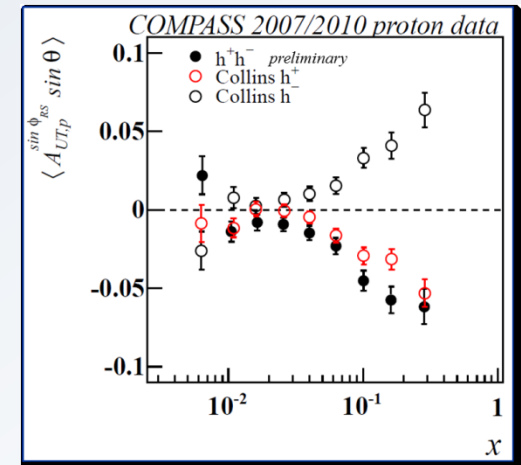 COMPASS 2007/2010 proton data
h⁺h⁻ preliminary
Collins h⁺
Collins h⁻
⟨ A_{UT,p}^{sin ϕ_{RS}} sin θ ⟩
0.1
0.05
0
-0.05
-0.1
10⁻² 10⁻¹ 1
x